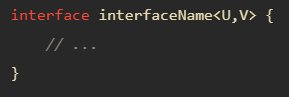 interface interfaceName<U,V> {
    // ...
}